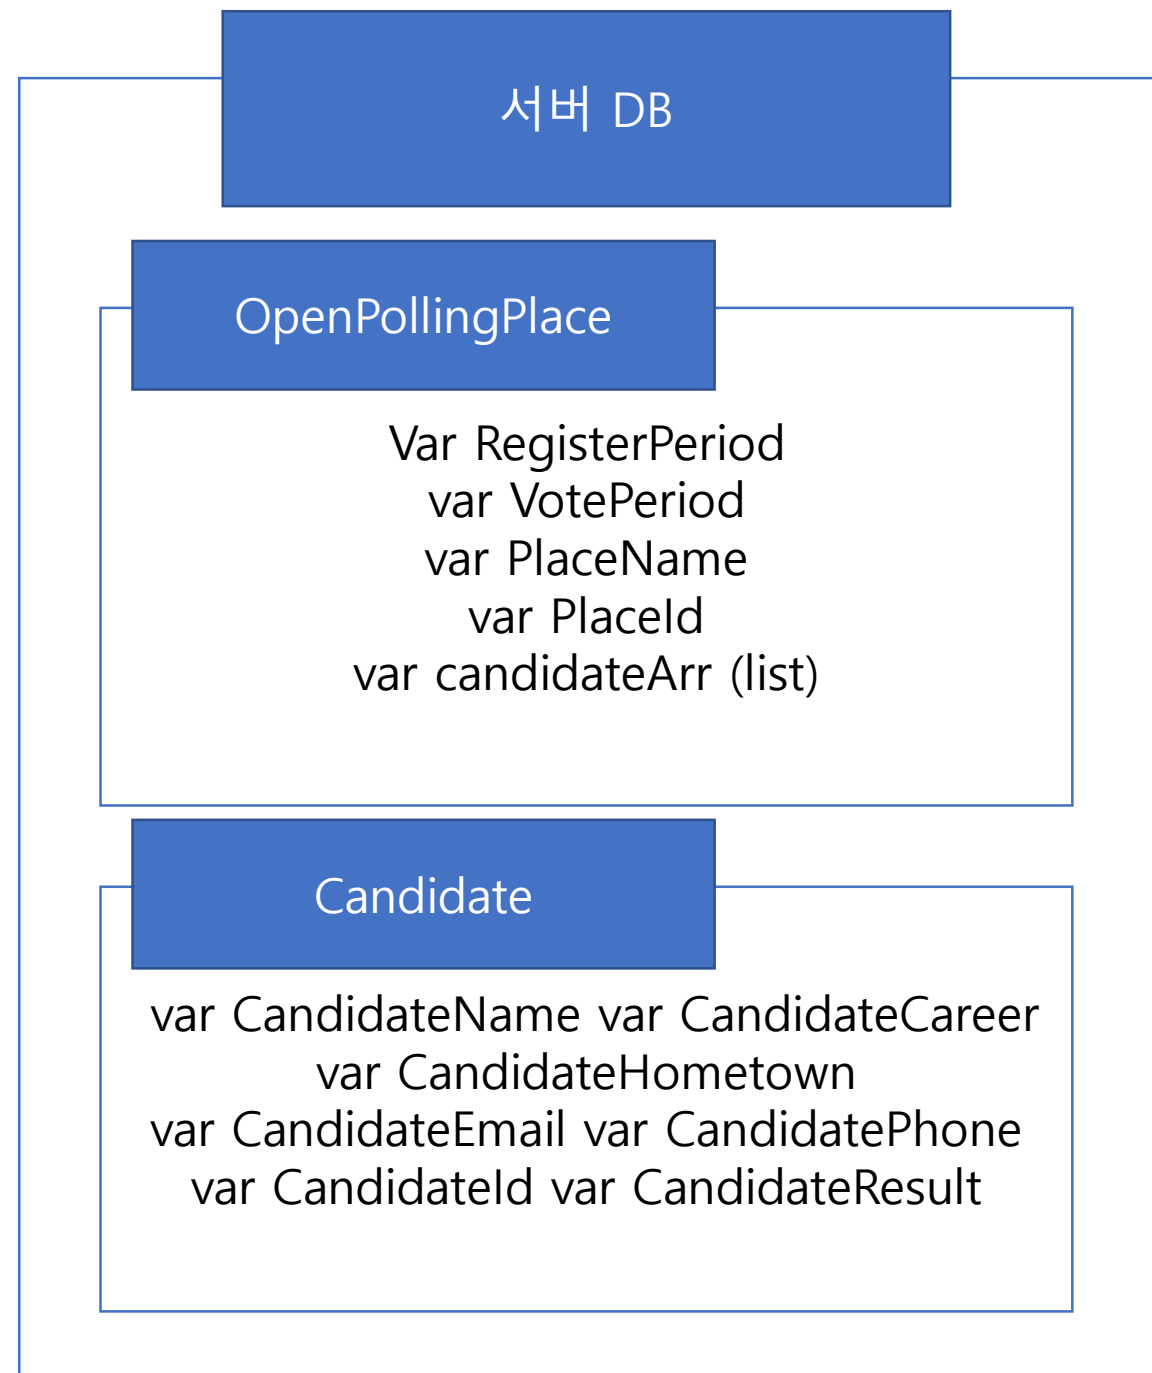 서버 DB
OpenPollingPlace
Var RegisterPeriod
var VotePeriod
var PlaceName
var PlaceId
var candidateArr (list)
Candidate
var CandidateName var CandidateCareer
var CandidateHometown
var CandidateEmail var CandidatePhone
var CandidateId var CandidateResult